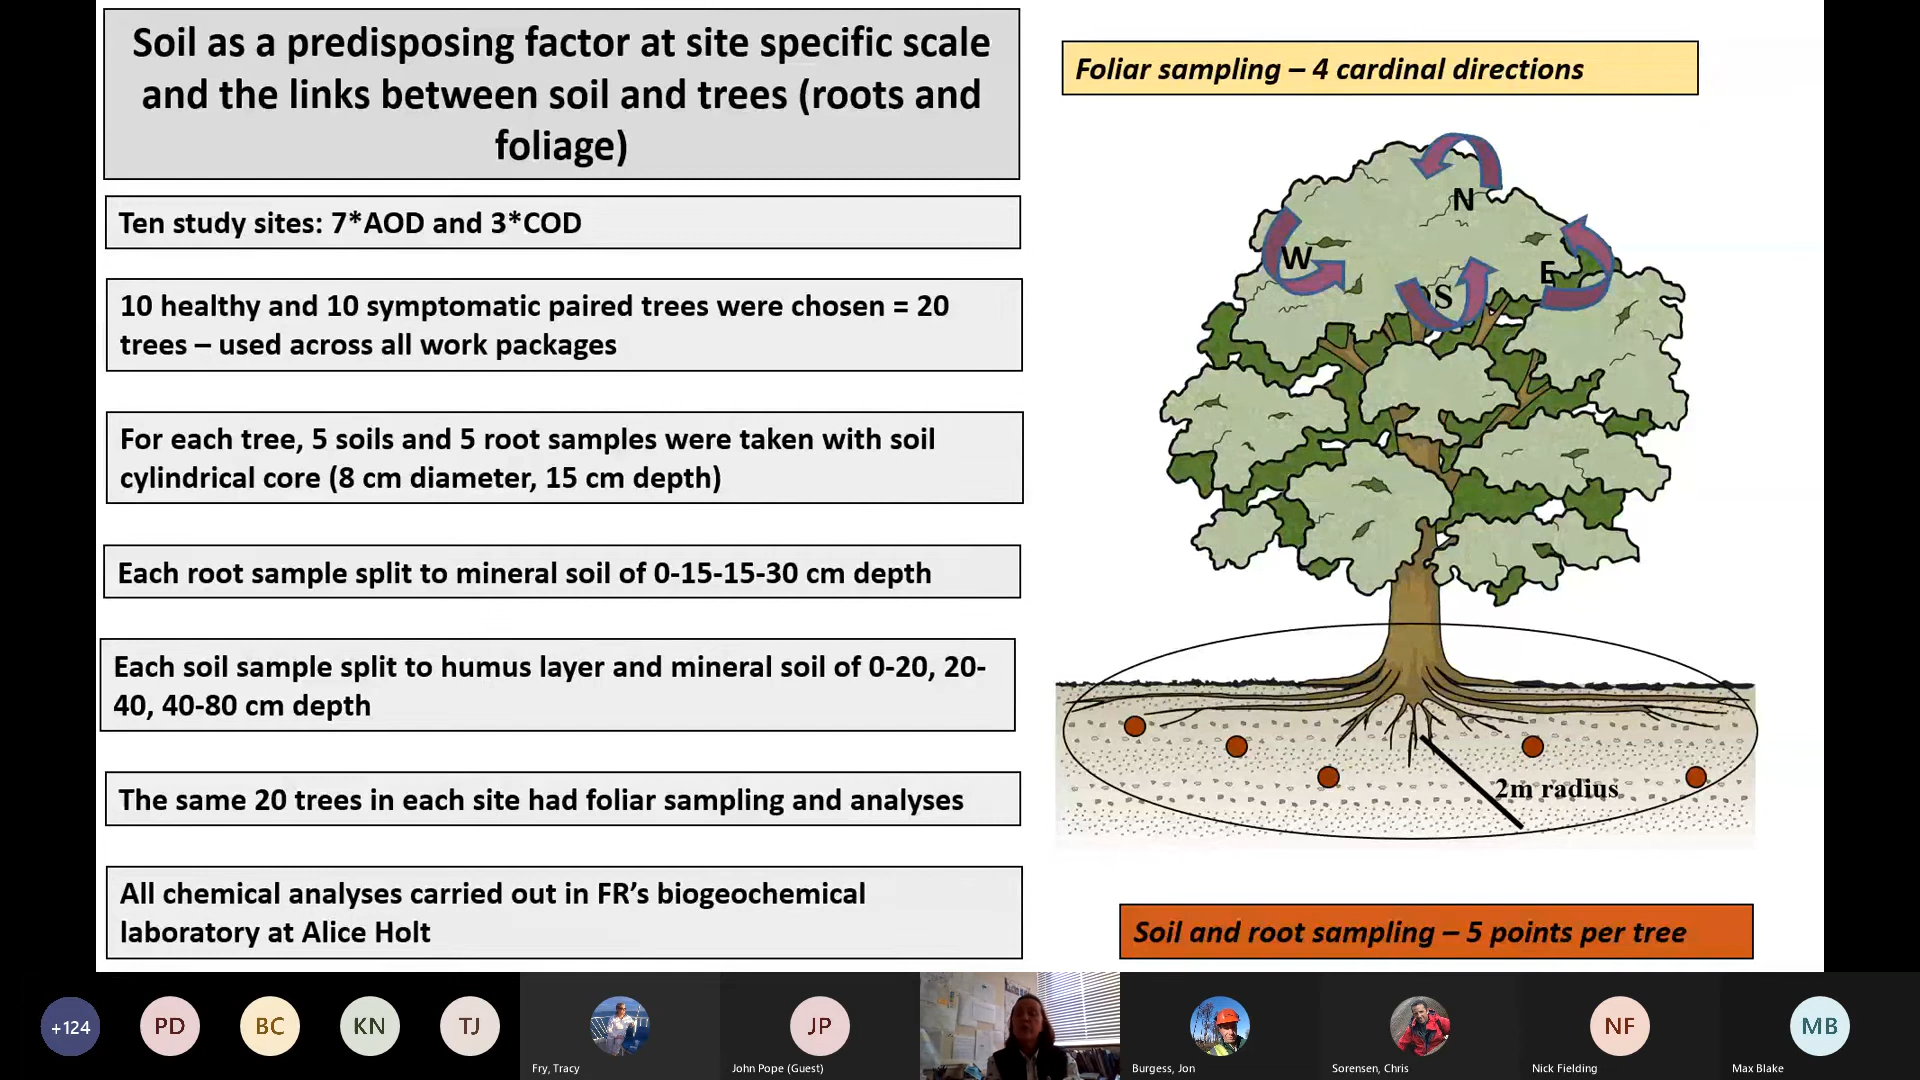 Soil as a predisposing factor at site specific scale
and the links between soil and trees (roots and
foliage)
Ten study sites: 7*AOD and 3*COD
10 healthy and 10 symptomatic paired trees were chosen = 20
trees – used across all work packages
For each tree, 5 soils and 5 root samples were taken with soil
cylindrical core (8 cm diameter, 15 cm depth)
Each root sample split to mineral soil of 0-15-15-30 cm depth
Each soil sample split to humus layer and mineral soil of 0-20, 20-
40, 40-80 cm depth
The same 20 trees in each site had foliar sampling and analyses
All chemical analyses carried out in FR’s biogeochemical
laboratory at Alice Holt
Foliar sampling – 4 cardinal directions
N
W
E
S
2m radius
Soil and root sampling – 5 points per tree
+124
PD
BC
KN
TJ
Fry, Tracy
JP
John Pope (Guest)
Burgess, Jon
Sorensen, Chris
NF
Nick Fielding
MB
Max Blake